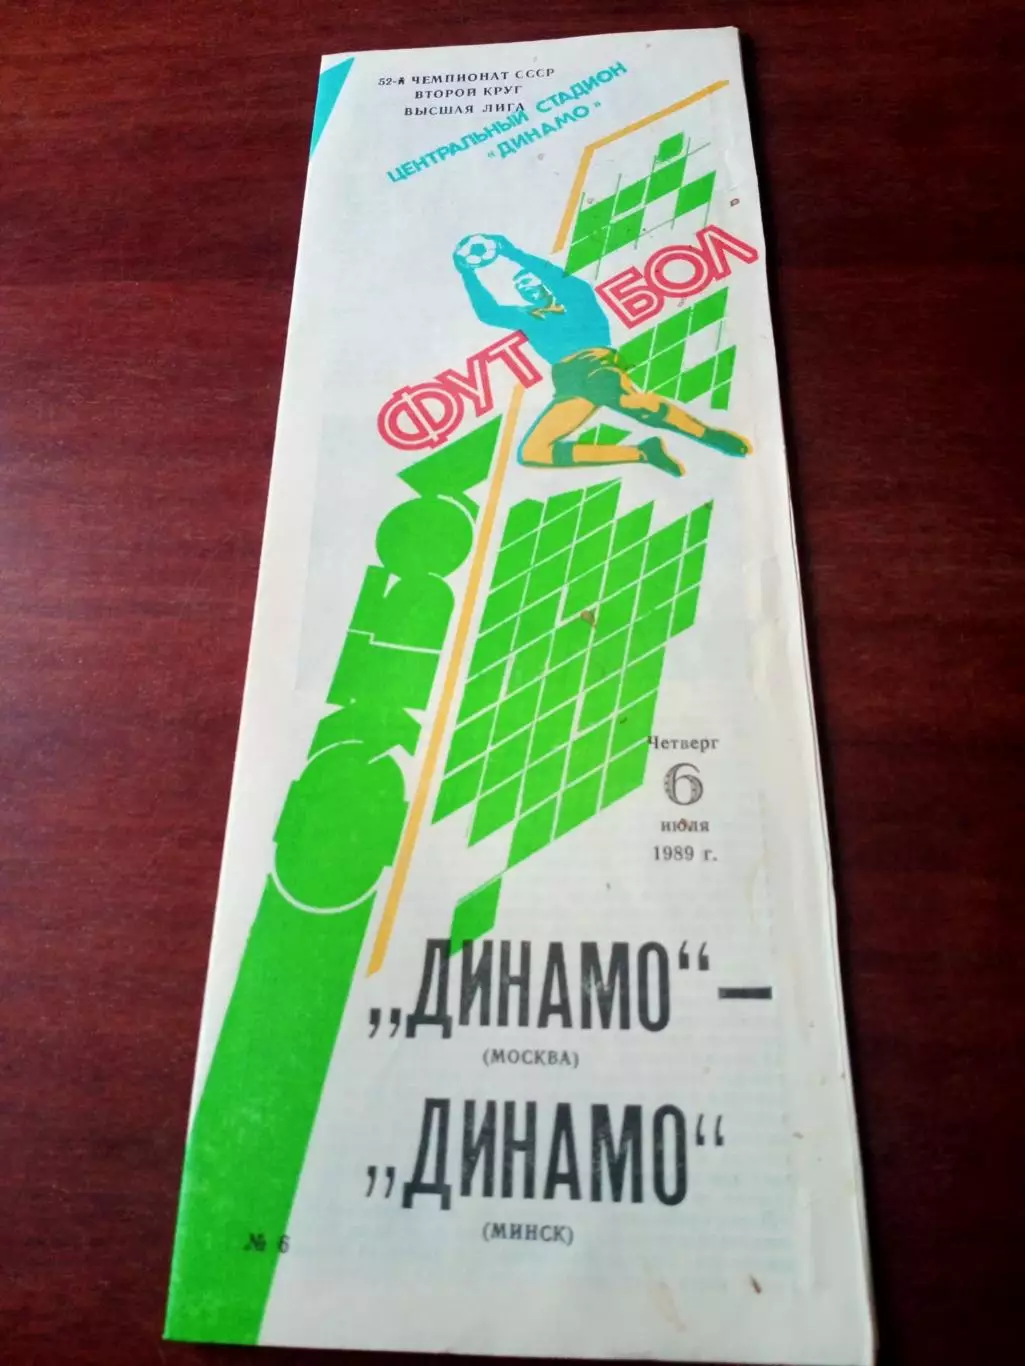 52-й ЧЕМПИОНАТ СССР
ВТОРОЙ КРУГ
ВЫСШАЯ ЛИГА
ЦЕНТРАЛЬНЫЙ СТАДИОН
"ДИНАМО"
ФУТ
БОЛ
ФУТБОЛ
Четверг
6
июля
1989 г.
„ДИНАМО“ —
(МОСКВА)
„ДИНАМО“
(МИНСК)
№ 6